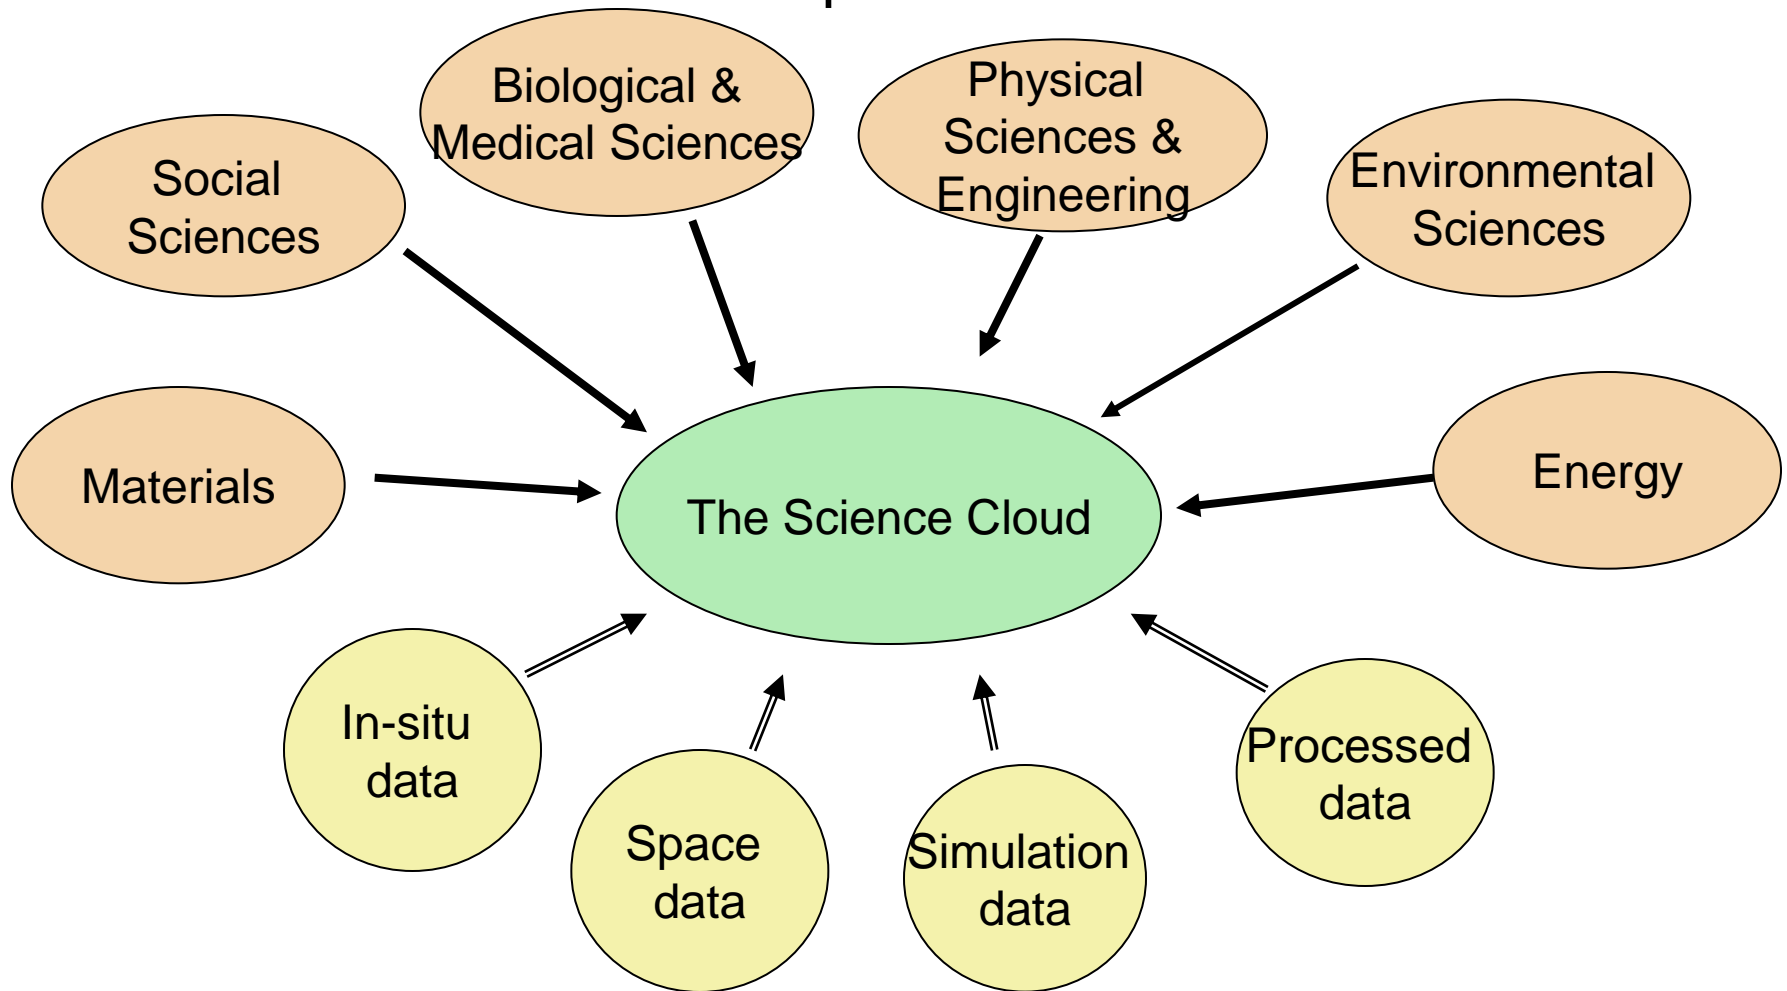 Biological &
Medical Sciences
Physical
Sciences &
Engineering
Social
Sciences
Environmental
Sciences
Materials
The Science Cloud
Energy
In-situ
data
Space
data
Simulation
data
Processed
data